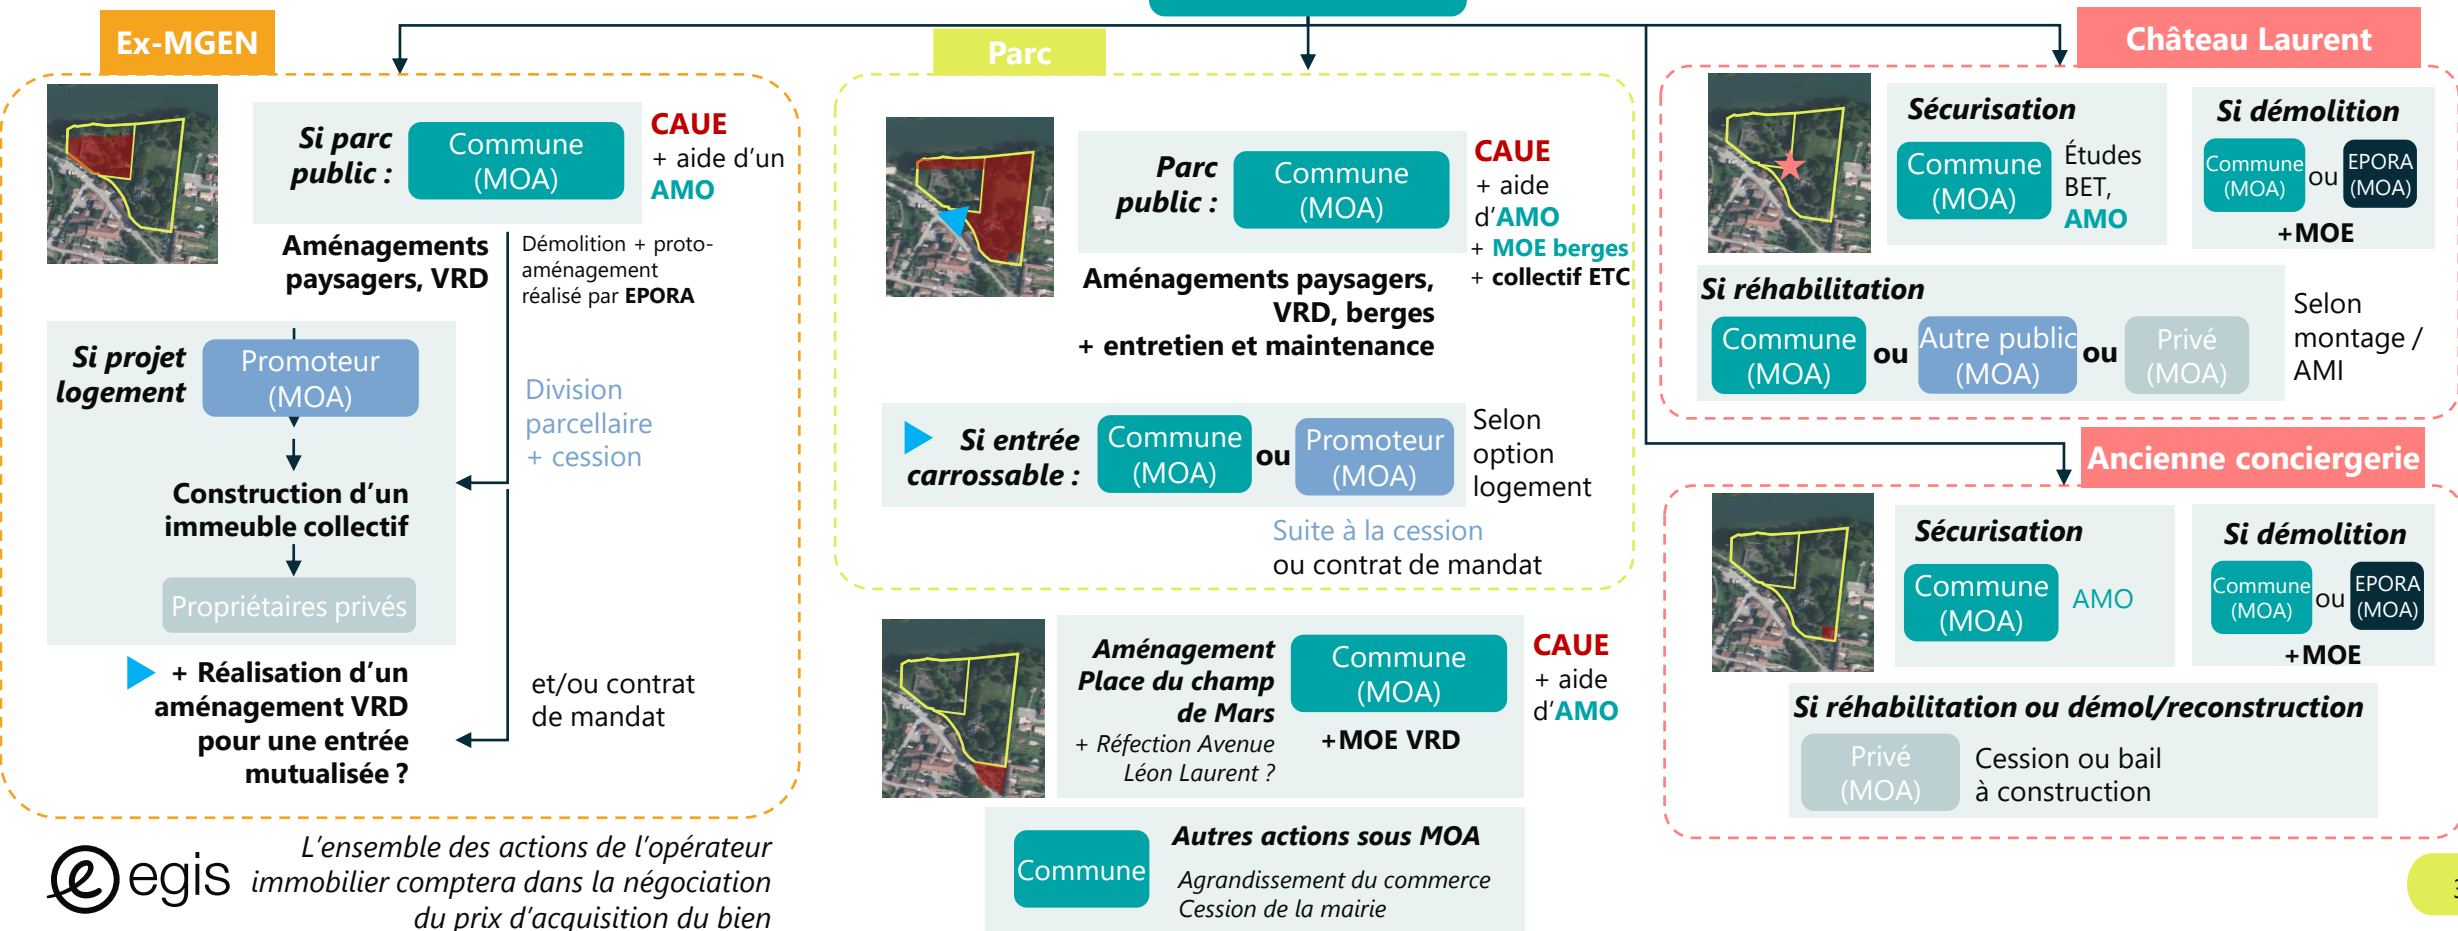 Ex-MGEN
Si parc
public :
Commune
(MOA)
CAUE
+ aide d'un
AMO
Aménagements
paysagers, VRD
Démolition + proto-
aménagement
réalisé par EPORA
Si projet
logement
Promoteur
(MOA)
Division
parcellaire
+ cession
Construction d'un
immeuble collectif
Propriétaires privés
+ Réalisation d'un
aménagement VRD
pour une entrée
mutualisée ?
et/ou contrat
de mandat
egis
L'ensemble des actions de l'opérateur
immobilier comptera dans la négociation
du prix d'acquisition du bien
Parc
Parc
public :
Commune
(MOA)
CAUE
+ aide
d'AMO
+ MOE berges
+ collectif ETC
Aménagements paysagers,
VRD, berges
+ entretien et maintenance
Si entrée
carrossable :
Commune
(MOA)
ou
Promoteur
(MOA)
Selon
option
logement
Suite à la cession
ou contrat de mandat
Aménagement
Place du champ
de Mars
+ Réfection Avenue
Léon Laurent ?
Commune
(MOA)
+MOE VRD
CAUE
+ aide
d'AMO
Commune
Autres actions sous MOA
Agrandissement du commerce
Cession de la mairie
Château Laurent
Sécurisation
Commune
(MOA)
Études
BET,
AMO
Si démolition
Commune
(MOA)
ou
EPORA
(MOA)
+MOE
Si réhabilitation
Commune
(MOA)
ou
Autre public
(MOA)
ou
Privé
(MOA)
Selon
montage /
AMI
Ancienne conciergerie
Sécurisation
Commune
(MOA)
AMO
Si démolition
Commune
(MOA)
ou
EPORA
(MOA)
+MOE
Si réhabilitation ou démol/reconstruction
Privé
(MOA)
Cession ou bail
à construction